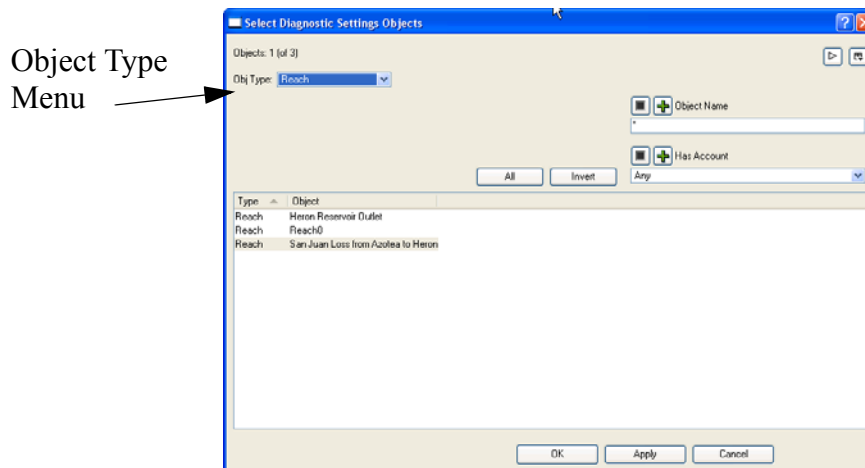 Object Type
Menu
Select Diagnostic Settings Objects
Objects: 1 (of 3)
Obj Type: Reach
Object Name
*
Has Account
All Invert Any
Type Object
Reach Heron Reservoir Outlet
Reach Reach0
Reach San Juan Loss from Azotea to Heron
OK Apply Cancel